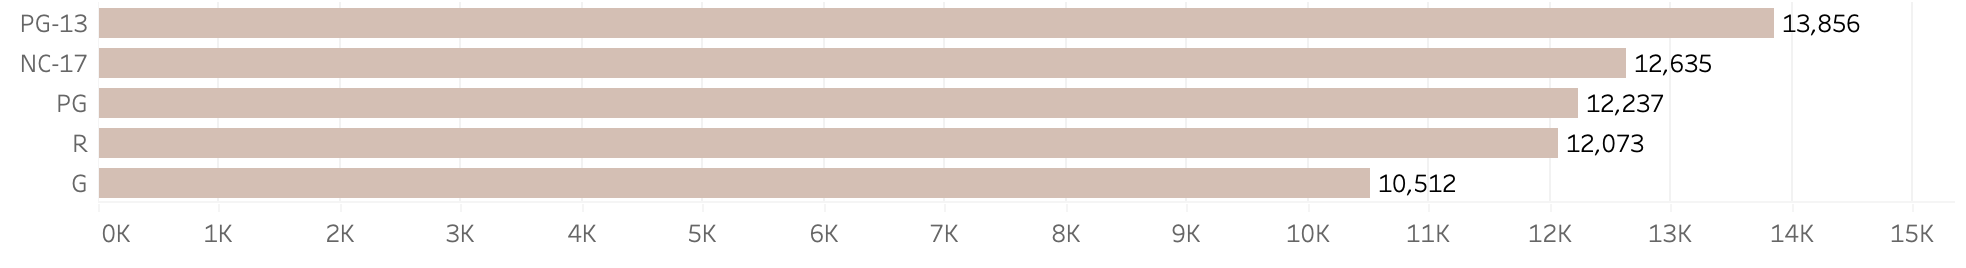 PG-13 13,856
NC-17 12,635
PG 12,237
R 12,073
G 10,512
0K 1K 2K 3K 4K 5K 6K 7K 8K 9K 10K 11K 12K 13K 14K 15K